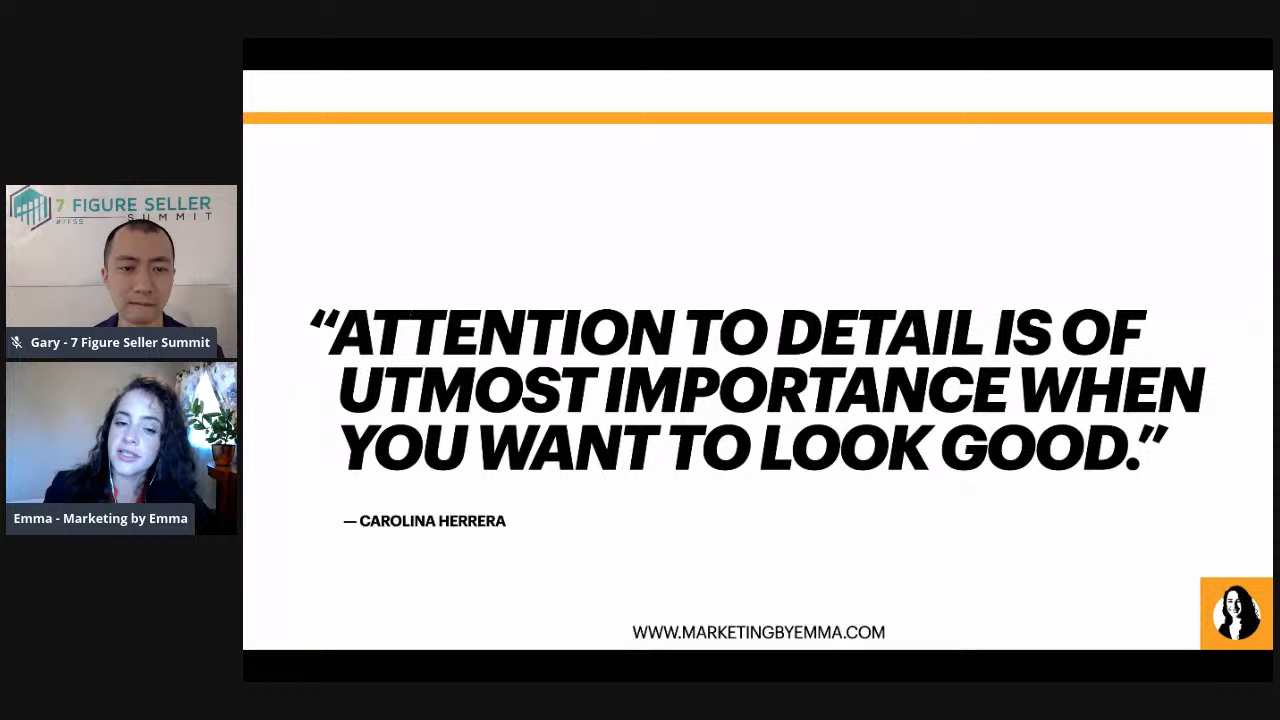 7 FIGURE SELLER
SUMMIT
#7FSS
Gary - 7 Figure Seller Summit
Emma - Marketing by Emma
“ATTENTION TO DETAIL IS OF
UTMOST IMPORTANCE WHEN
YOU WANT TO LOOK GOOD.”
— CAROLINA HERRERA
WWW.MARKETINGBYEMMA.COM